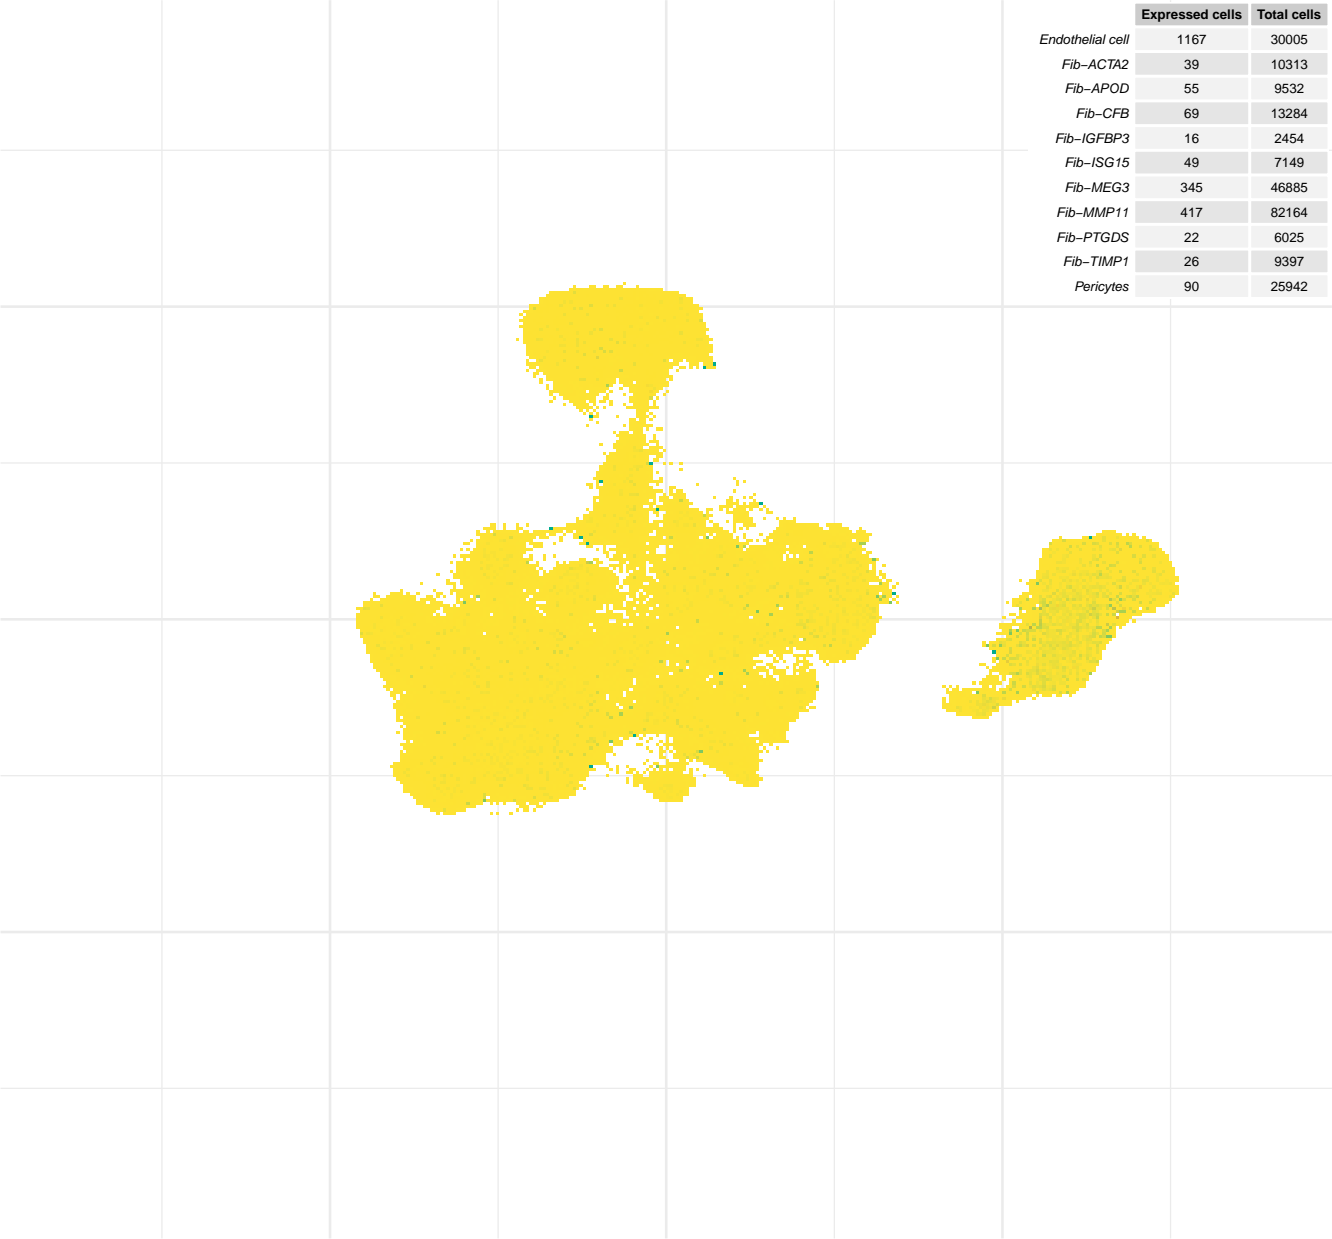 Expressed cells Total cells
Endothelial cell 1167 30005
Fib−ACTA2 39 10313
Fib−APOD 55 9532
Fib−CFB 69 13284
Fib−IGFBP3 16 2454
Fib−ISG15 49 7149
Fib−MEG3 345 46885
Fib−MMP11 417 82164
Fib−PTGDS 22 6025
Fib−TIMP1 26 9397
Pericytes 90 25942